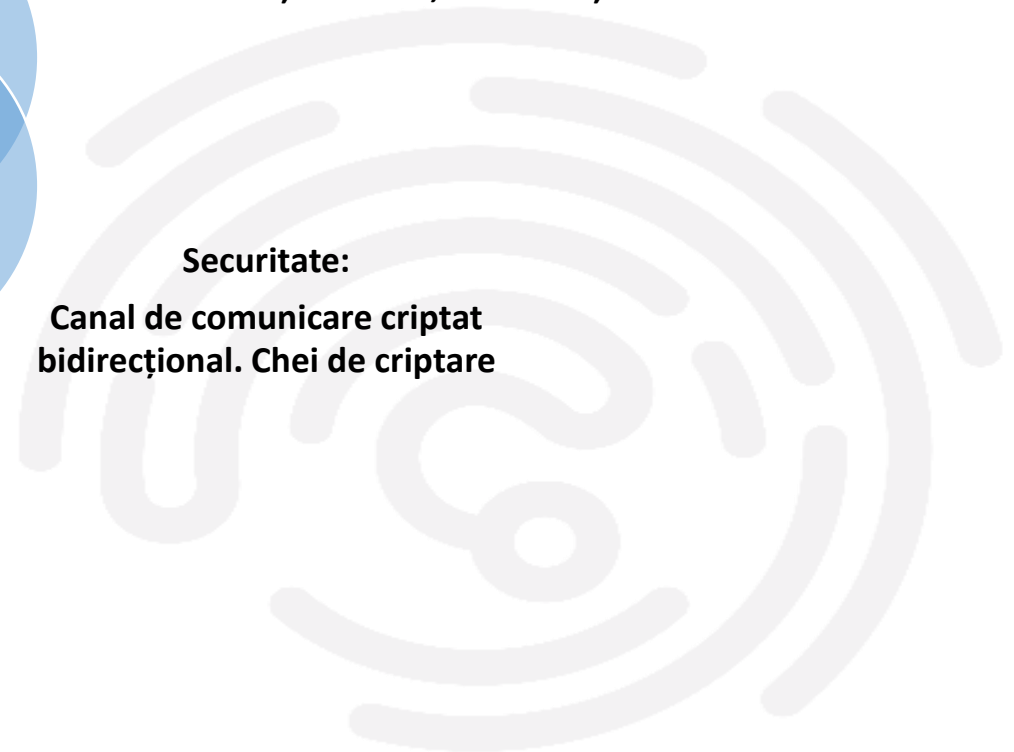 Securitate:
Canal de comunicare criptat
bidirecțional. Chei de criptare